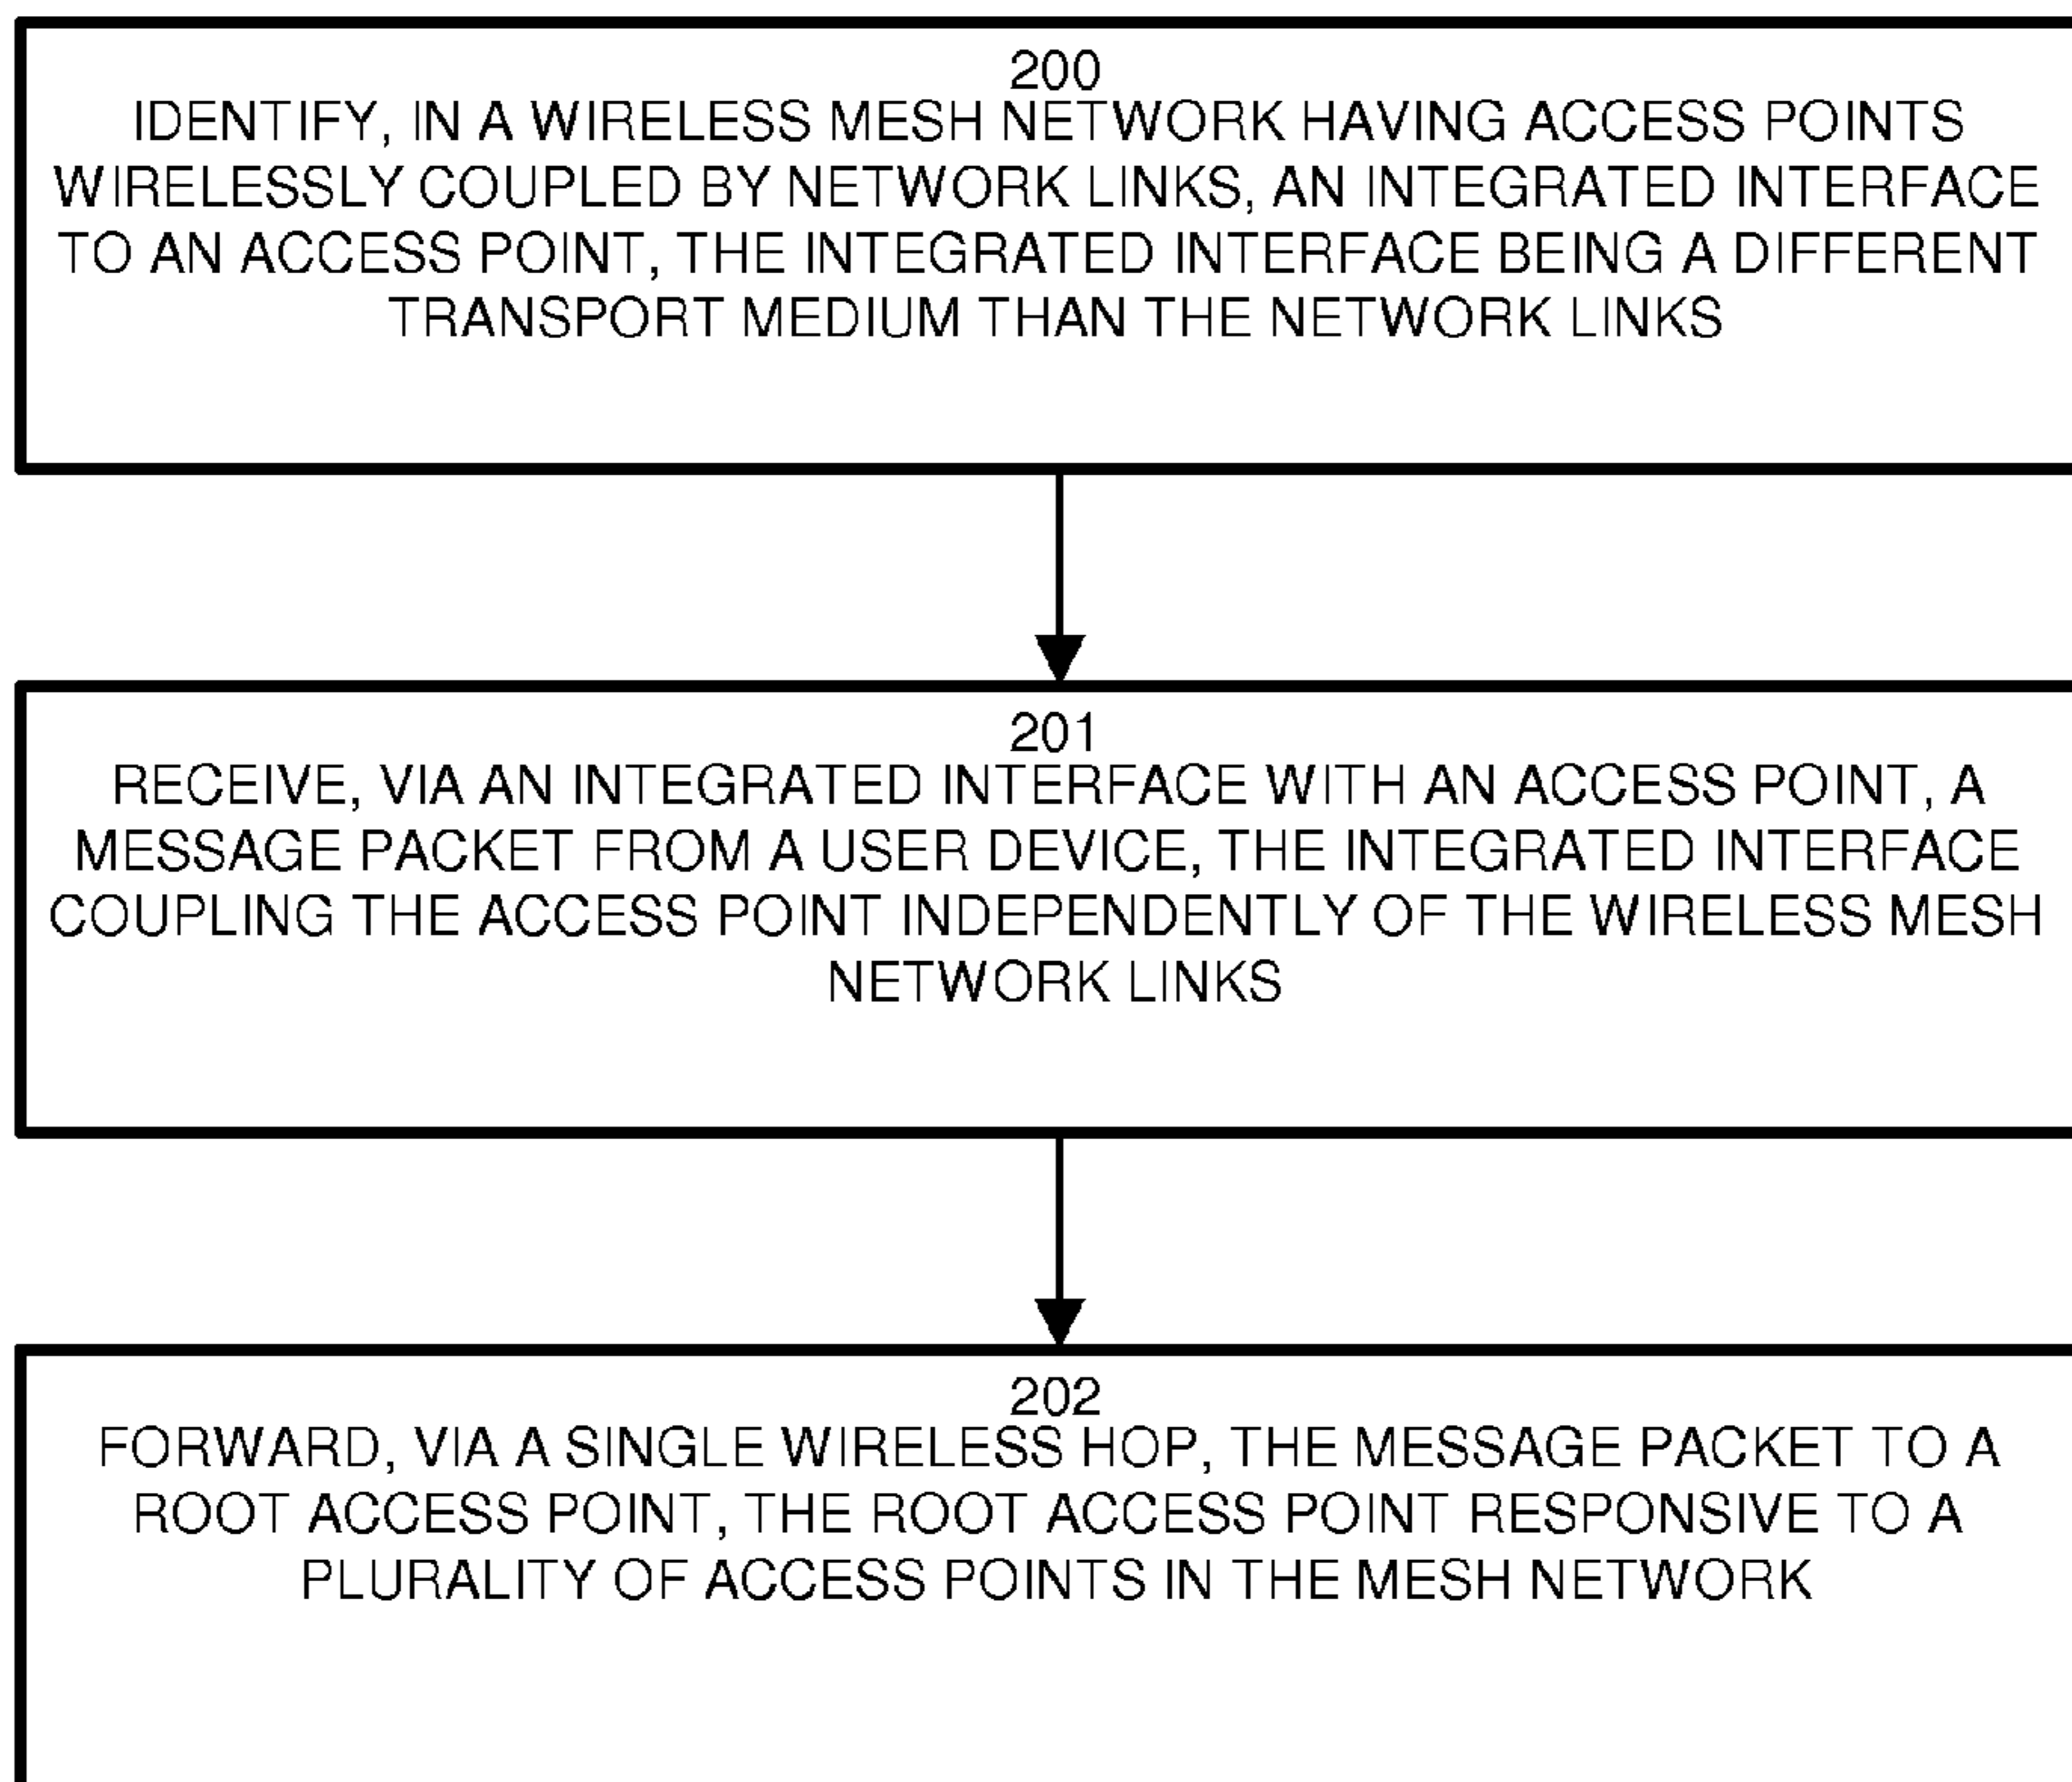 200
IDENTIFY, IN A WIRELESS MESH NETWORK HAVING ACCESS POINTS
WIRELESSLY COUPLED BY NETWORK LINKS, AN INTEGRATED INTERFACE
TO AN ACCESS POINT, THE INTEGRATED INTERFACE BEING A DIFFERENT
TRANSPORT MEDIUM THAN THE NETWORK LINKS
201
RECEIVE, VIA AN INTEGRATED INTERFACE WITH AN ACCESS POINT, A
MESSAGE PACKET FROM A USER DEVICE, THE INTEGRATED INTERFACE
COUPLING THE ACCESS POINT INDEPENDENTLY OF THE WIRELESS MESH
NETWORK LINKS
202
FORWARD, VIA A SINGLE WIRELESS HOP, THE MESSAGE PACKET TO A
ROOT ACCESS POINT, THE ROOT ACCESS POINT RESPONSIVE TO A
PLURALITY OF ACCESS POINTS IN THE MESH NETWORK